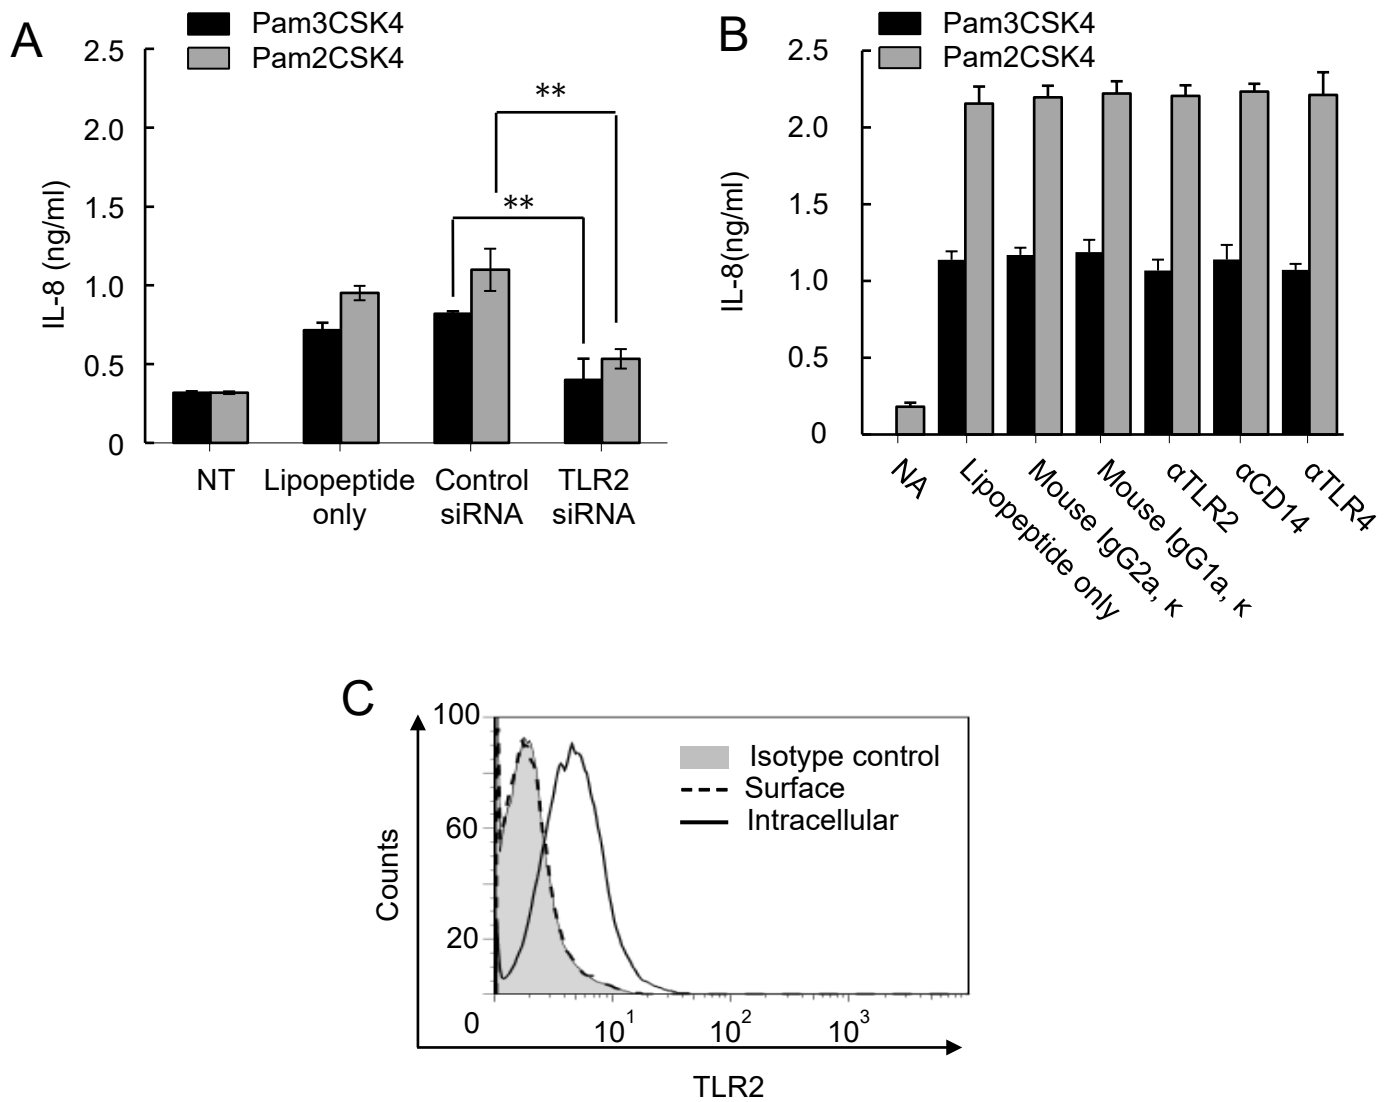 A
Pam3CSK4
Pam2CSK4
2.5
2.0
1.5
1.0
0.5
0
IL-8 (ng/ml)
**
**
NT
Lipopeptide
only
Control
siRNA
TLR2
siRNA
B
Pam3CSK4
Pam2CSK4
2.5
2.0
1.5
1.0
0.5
0
IL-8(ng/ml)
NA
Lipopeptide only
Mouse IgG2a, κ
Mouse IgG1a, κ
αTLR2
αCD14
αTLR4
C
100
60
20
Counts
Isotype control
Surface
Intracellular
0
10¹
10²
10³
TLR2